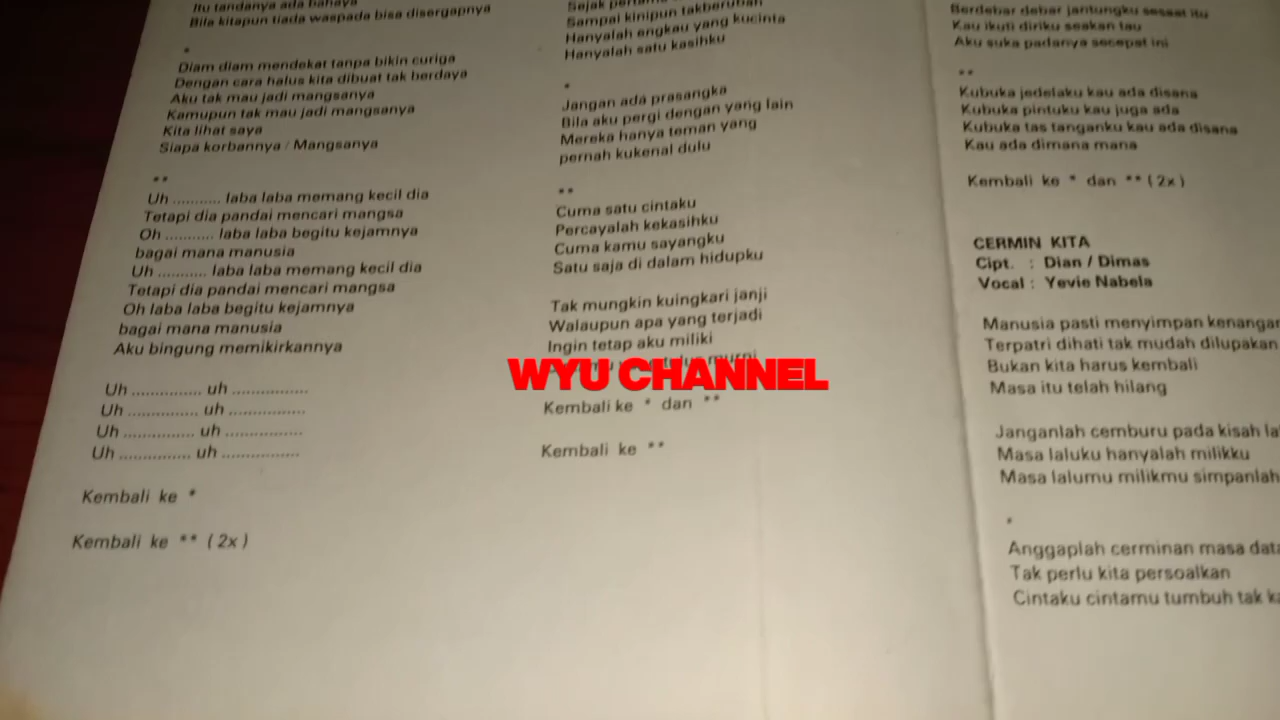 Itu tandanya ada bahaya
Bila kitapun tiada waspada bisa disergapnya
*
Diam diam mendekat tanpa bikin curiga
Dengan cara halus kita dibuat tak berdaya
Aku tak mau jadi mangsanya
Kamupun tak mau jadi mangsanya
Kita lihat saya
Siapa korbannya / Mangsanya
**
Uh ........... laba laba memang kecil dia
Tetapi dia pandai mencari mangsa
Oh ........... laba laba begitu kejamnya
bagai mana manusia
Uh ........... laba laba memang kecil dia
Tetapi dia pandai mencari mangsa
Oh laba laba begitu kejamnya
bagai mana manusia
Aku bingung memikirkannya
Uh ............... uh ................
Uh ............... uh ................
Uh ............... uh ................
Uh ............... uh ................
Kembali ke *
Kembali ke ** ( 2x )
Sejak
Sampai kinipun takberubah
Hanyalah engkau yang kucinta
Hanyalah satu kasihku
*
Jangan ada prasangka
Bila aku pergi dengan yang lain
Mereka hanya teman yang
pernah kukenal dulu
**
Cuma satu cintaku
Percayalah kekasihku
Cuma kamu sayangku
Satu saja di dalam hidupku
Tak mungkin kuingkari janji
Walaupun apa yang terjadi
Ingin tetap aku miliki
WYU CHANNEL
Kembali ke * dan **
Kembali ke **
Berdebar debar jantungku sesaat itu
Kau ikuti diriku seakan tau
Aku suka padanya secepat ini
**
Kubuka jedelaku kau ada disana
Kubuka pintuku kau juga ada
Kubuka tas tanganku kau ada disana
Kau ada dimana mana
Kembali ke * dan ** ( 2x )
CERMIN KITA
Cipt. : Dian / Dimas
Vocal : Yevie Nabela
Manusia pasti menyimpan kenangan
Terpatri dihati tak mudah dilupakan
Bukan kita harus kembali
Masa itu telah hilang
Janganlah cemburu pada kisah la
Masa laluku hanyalah milikku
Masa lalumu milikmu simpanlah
*
Anggaplah cerminan masa data
Tak perlu kita persoalkan
Cintaku cintamu tumbuh tak ka